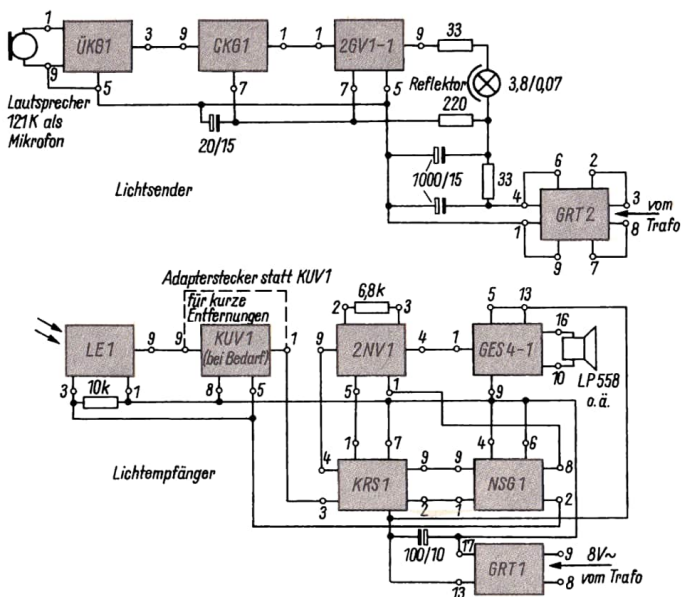 1
ÜKB1
3
9
CKG1
1
1
2GV1-1
9
33
9
5
7
7
5
Reflektor
3,8/0,07
220
Lautsprecher
121K als
Mikrofon
20/15
Lichtsender
1000/15
33
6
2
4
3
GRT2
vom
Trafo
1
8
9
7
Adapterstecker statt KUV1
für kurze
Entfernungen
LE1
9
9
KUV1
(bei Bedarf)
1
2
6,8k
3
9
2NV1
4
1
5
13
GES4-1
16
10
LP558
o.ä.
3
10k
1
8
5
5
1
9
1
7
4
6
Lichtempfänger
4
KRS1
9
9
NSG1
8
3
2
1
2
100/10
17
GRT1
9
8V~
vom Trafo
13
8